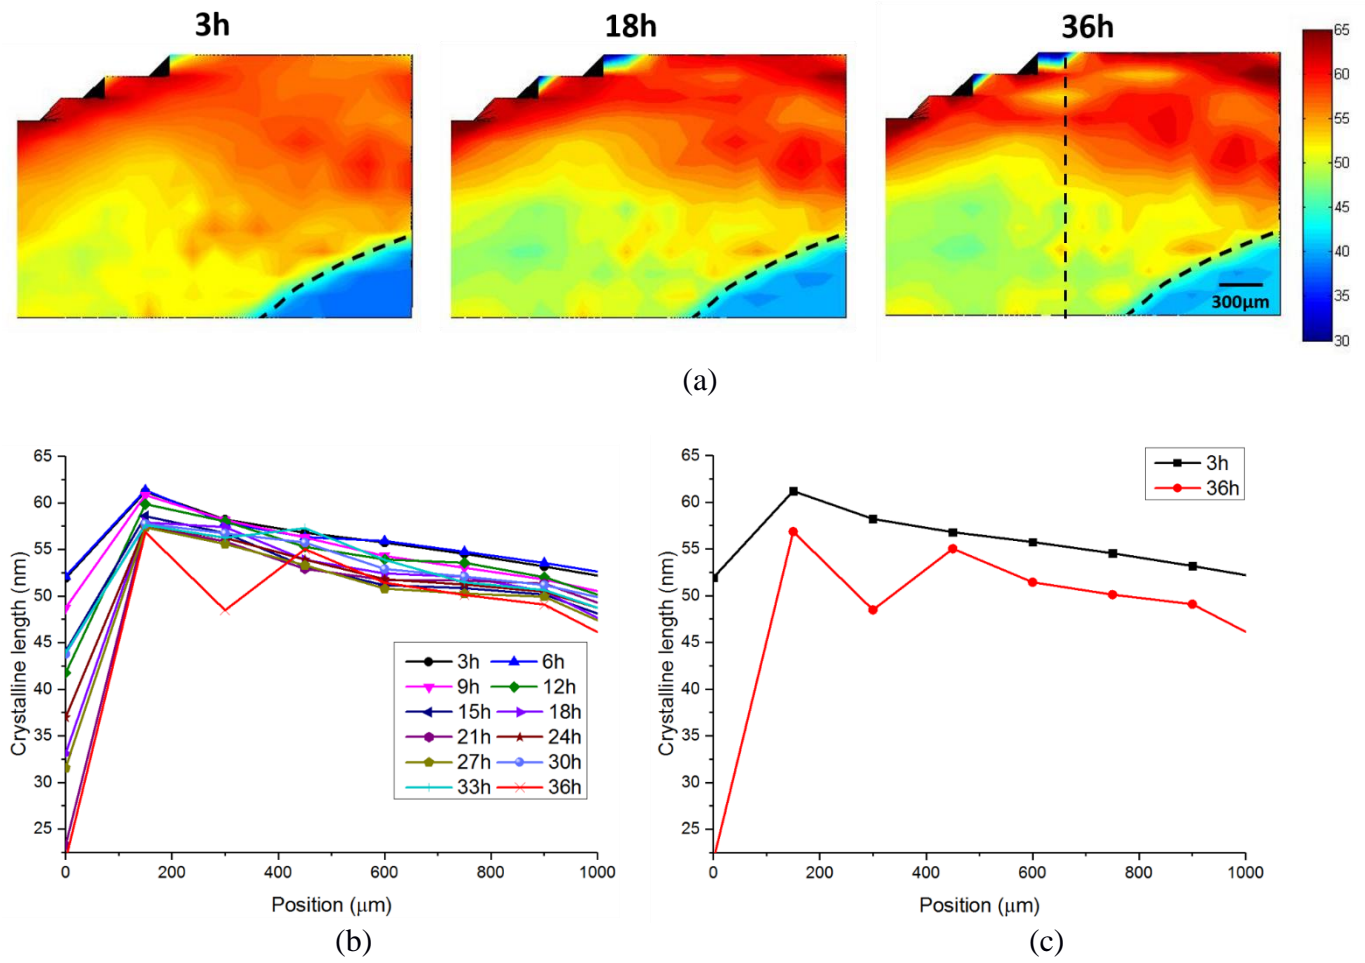 3h 18h 36h
65
60
55
50
45
40
35
30
300μm
(a)
65
60
55
50
45
40
35
30
25
Crystalline length (nm)
3h 6h
9h 12h
15h 18h
21h 24h
27h 30h
33h 36h
0 200 400 600 800 1000
Position (μm)
(b)
65
60
55
50
45
40
35
30
25
Crystalline length (nm)
3h
36h
0 200 400 600 800 1000
Position (μm)
(c)